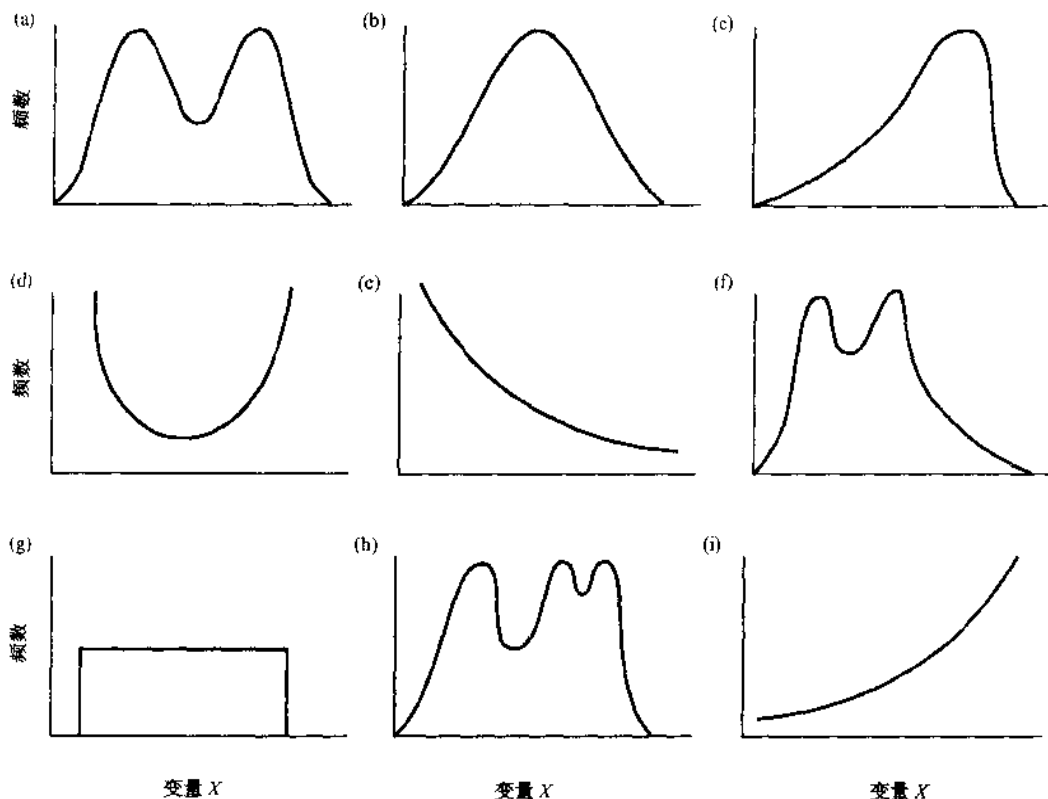 (a) (b) (c)
频数
(d) (e) (f)
频数
(g) (h) (i)
频数
变量 X 变量 X 变量 X